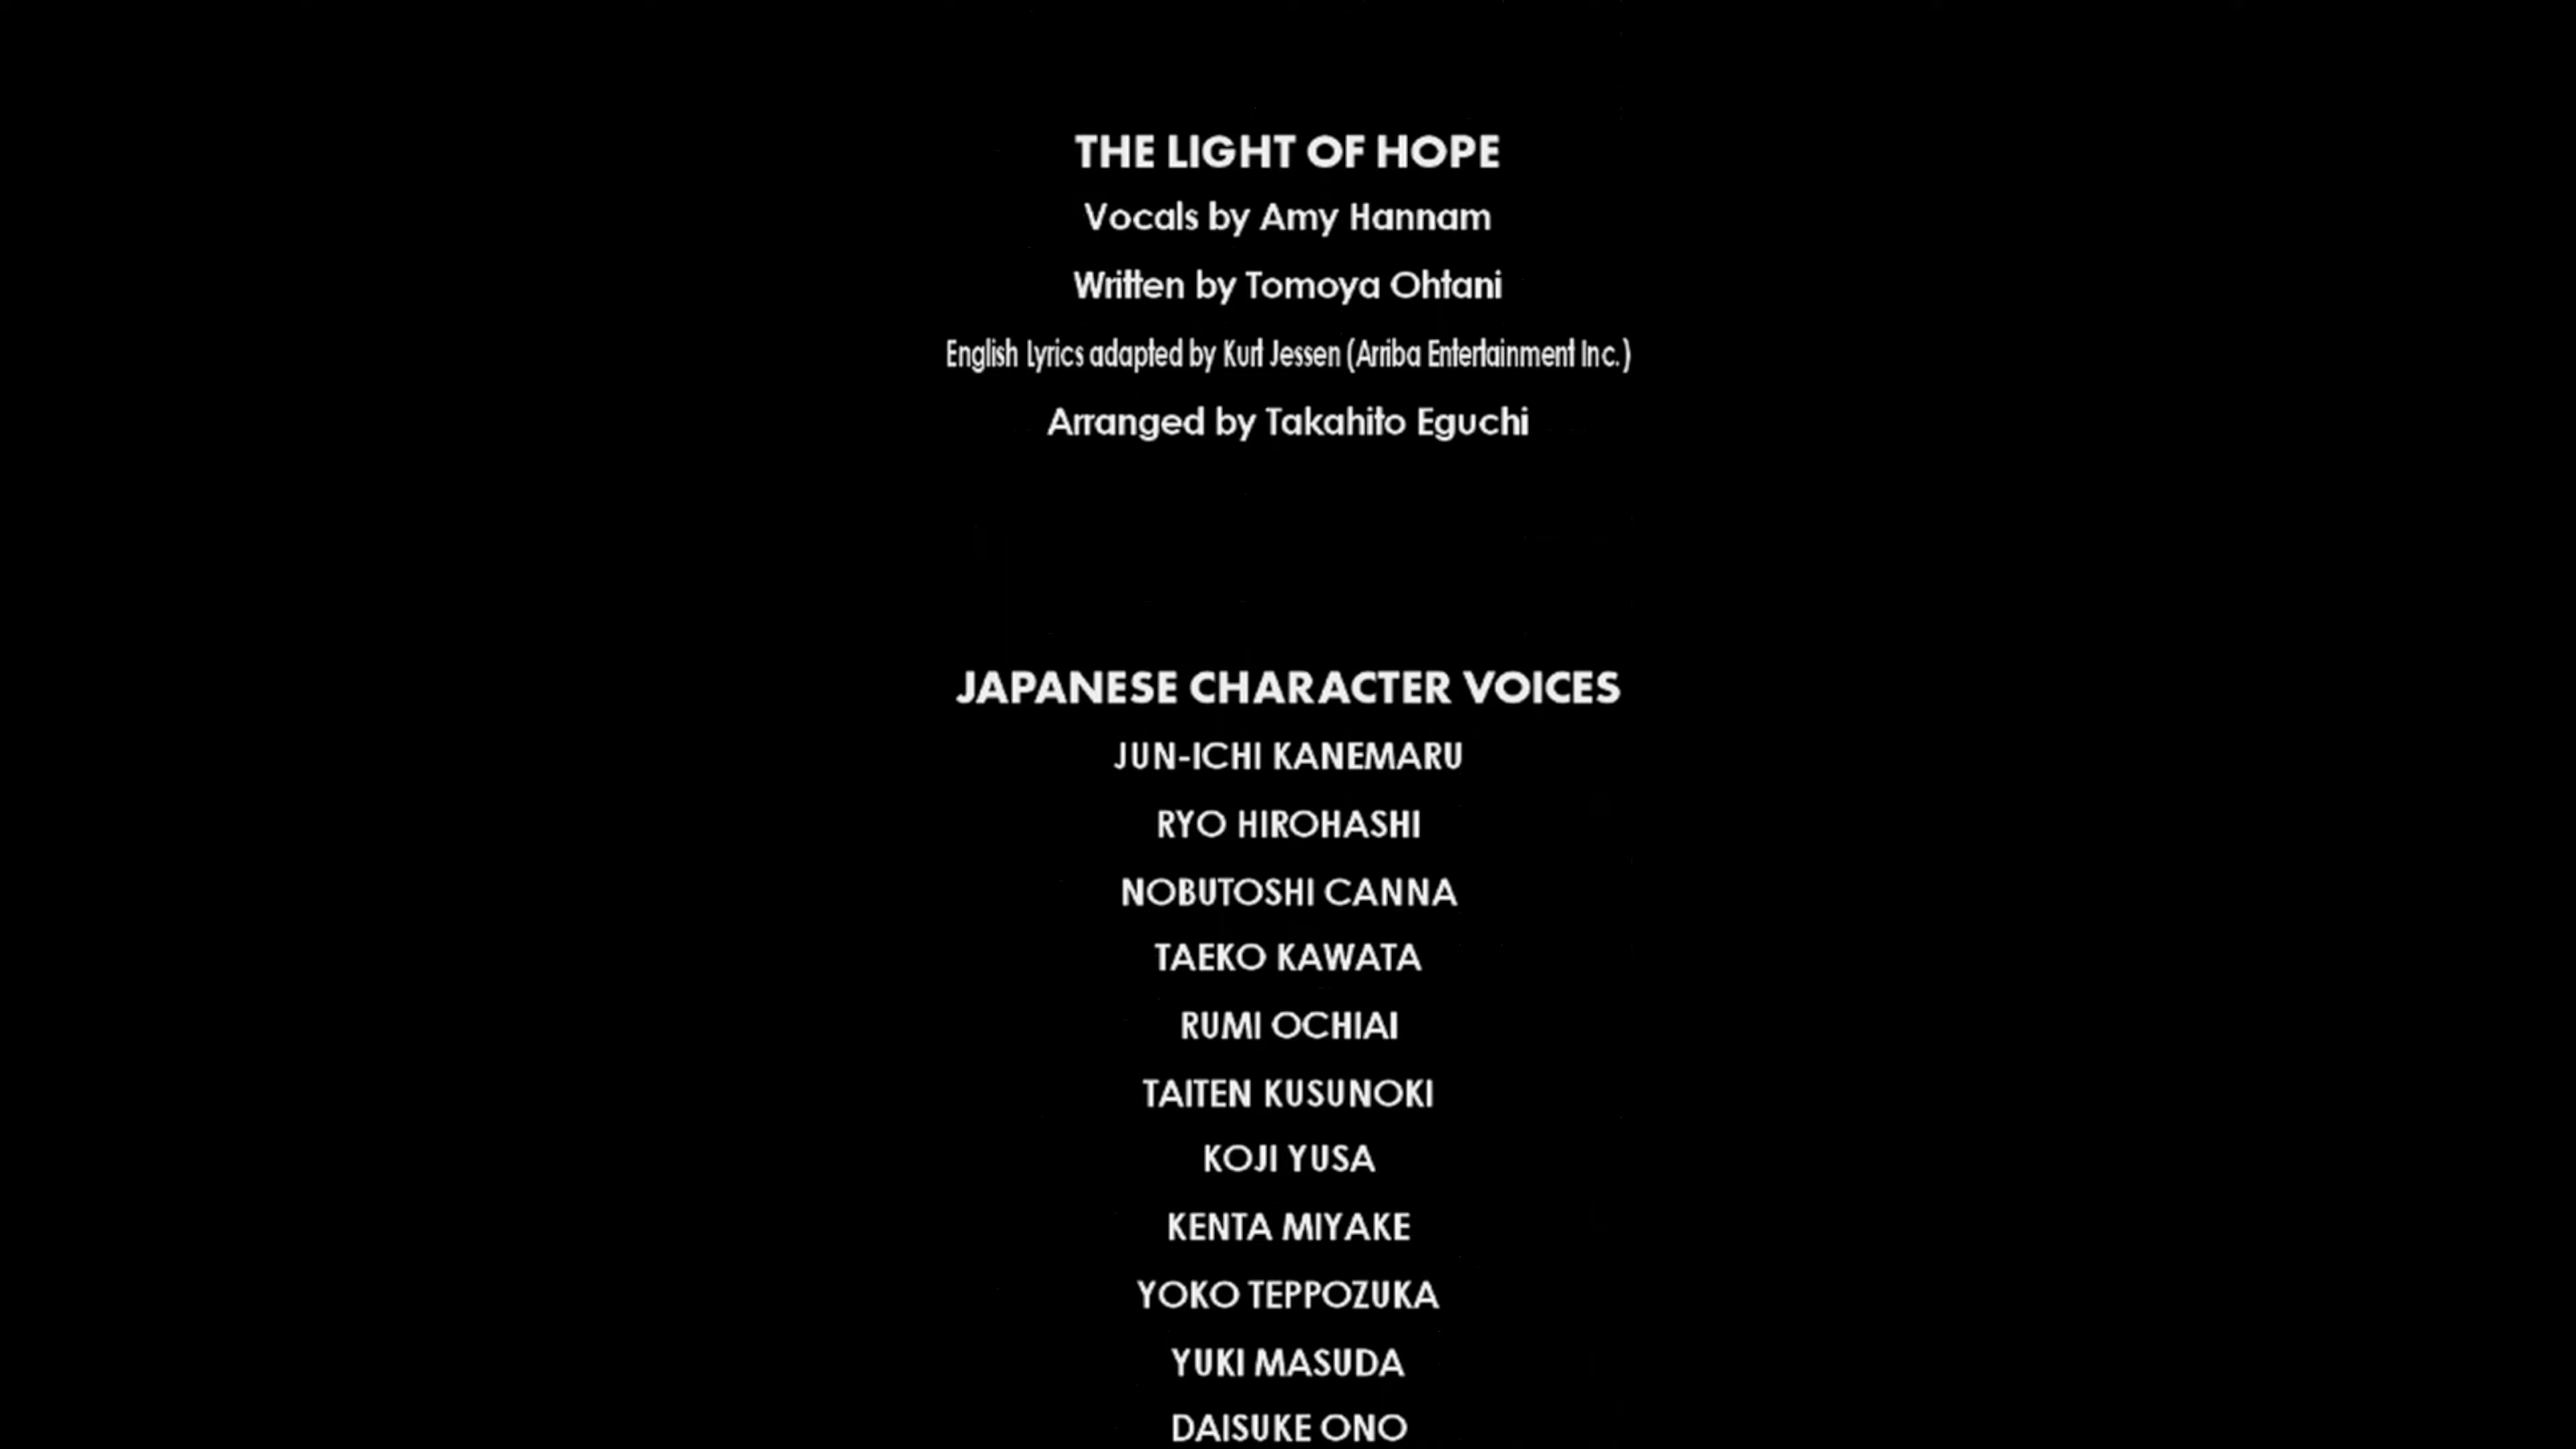 THE LIGHT OF HOPE
Vocals by Amy Hannam
Written by Tomoya Ohtani
English Lyrics adapted by Kurt Jessen (Arriba Entertainment Inc.)
Arranged by Takahito Eguchi
JAPANESE CHARACTER VOICES
JUN-ICHI KANEMARU
RYO HIROHASHI
NOBUTOSHI CANNA
TAEKO KAWATA
RUMI OCHIAI
TAITEN KUSUNOKI
KOJI YUSA
KENTA MIYAKE
YOKO TEPPOZUKA
YUKI MASUDA
DAISUKE ONO